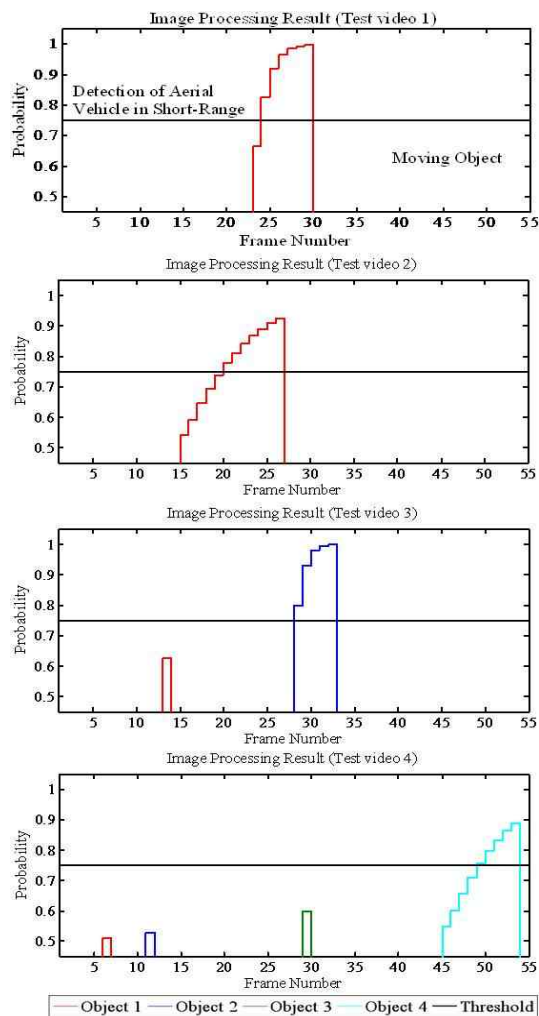 Image Processing Result (Test video 1)
1
0.9
0.8
0.7
0.6
0.5
Probability
Detection of Aerial
Vehicle in Short-Range
Moving Object
5 10 15 20 25 30 35 40 45 50 55
Frame Number
Image Processing Result (Test video 2)
1
0.9
0.8
0.7
0.6
0.5
Probability
5 10 15 20 25 30 35 40 45 50 55
Frame Number
Image Processing Result (Test video 3)
1
0.9
0.8
0.7
0.6
0.5
Probability
5 10 15 20 25 30 35 40 45 50 55
Frame Number
Image Processing Result (Test video 4)
1
0.9
0.8
0.7
0.6
0.5
Probability
5 10 15 20 25 30 35 40 45 50 55
Frame Number
Object 1 Object 2 Object 3 Object 4 Threshold